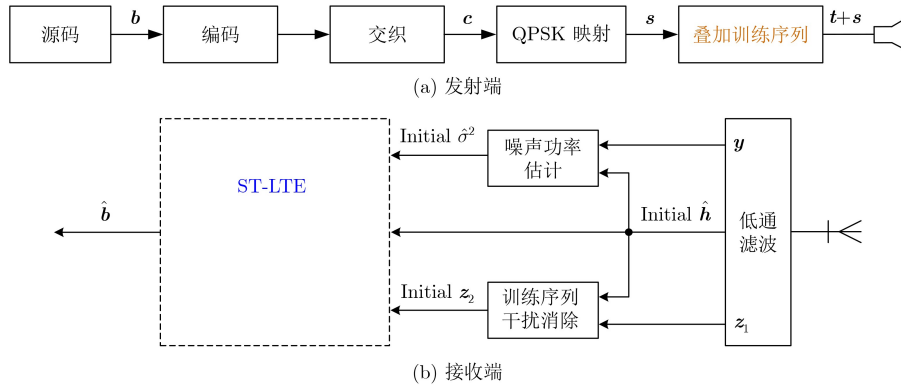 b c s t+s
源码 编码 交织 QPSK 映射 叠加训练序列
(a) 发射端
Initial σ̂² 噪声功率 y
估计
ST-LTE
b̂ Initial ĥ 低通
滤波
Initial z₂ 训练序列 z₁
干扰消除
(b) 接收端